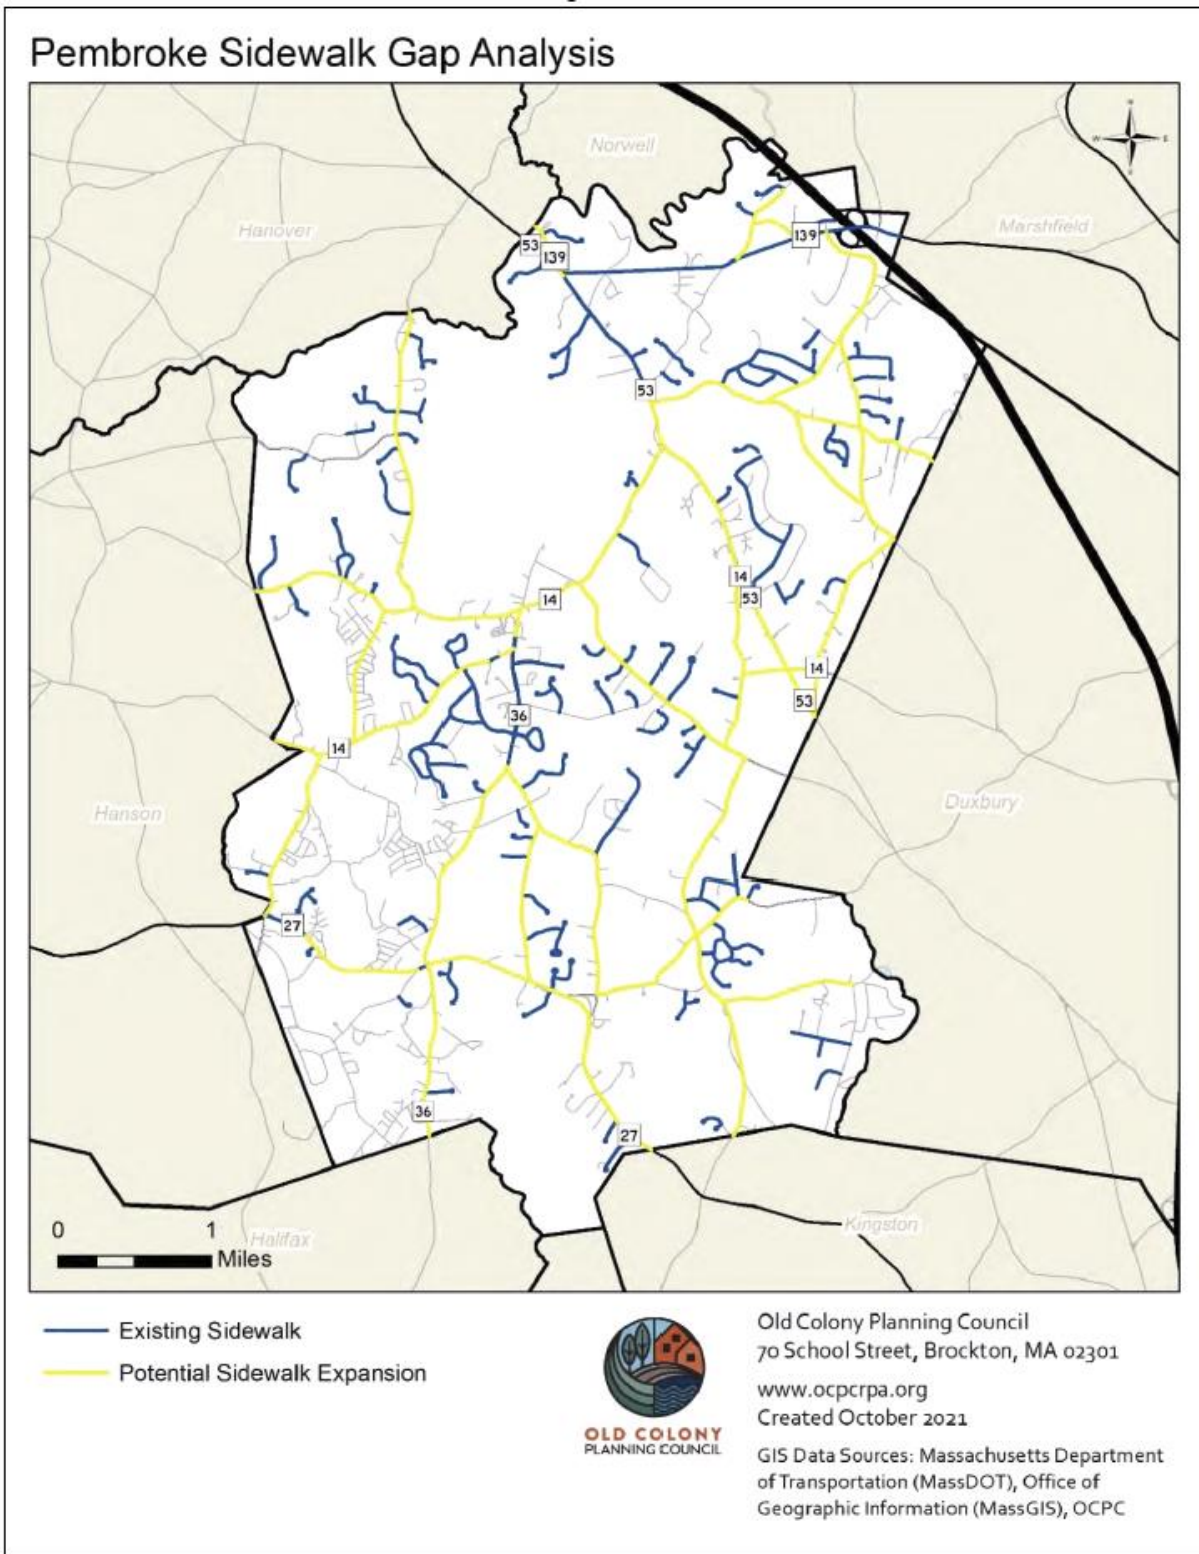 Pembroke Sidewalk Gap Analysis
N
W
E
Norwell
Hanover
Marshfield
53
139
139
53
14
14
53
14
53
36
14
Hanson
Duxbury
27
36
27
Kingston
Halifax
0 1
Miles
Existing Sidewalk
Potential Sidewalk Expansion
OLD COLONY
PLANNING COUNCIL
Old Colony Planning Council
70 School Street, Brockton, MA 02301
www.ocpcrpa.org
Created October 2021
GIS Data Sources: Massachusetts Department
of Transportation (MassDOT), Office of
Geographic Information (MassGIS), OCPC